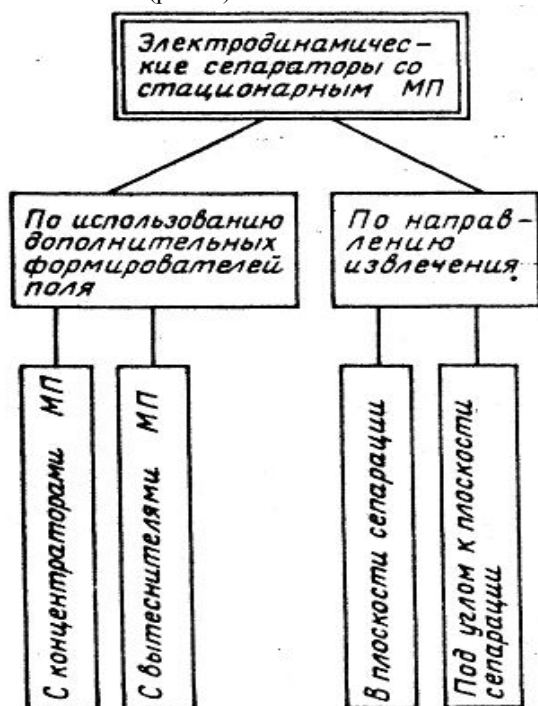 Электродинамичес-
кие сепараторы со
стационарным МП
По использованию
дополнительных
формирователей
поля
По направ-
лению
извлечения
С концентраторами МП
С вытеснителями МП
В плоскости сепарации
Под углом к плоскости
сепарации